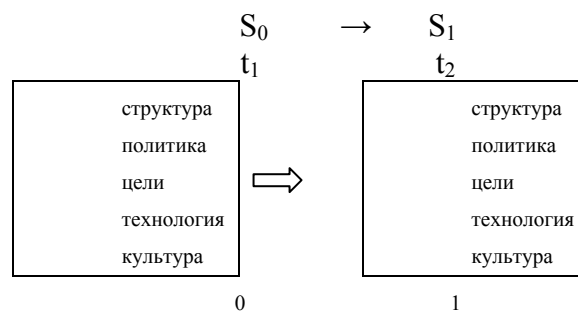 S₀ → S₁
t₁ t₂
структура структура
политика политика
цели цели
технология технология
культура культура
0 1